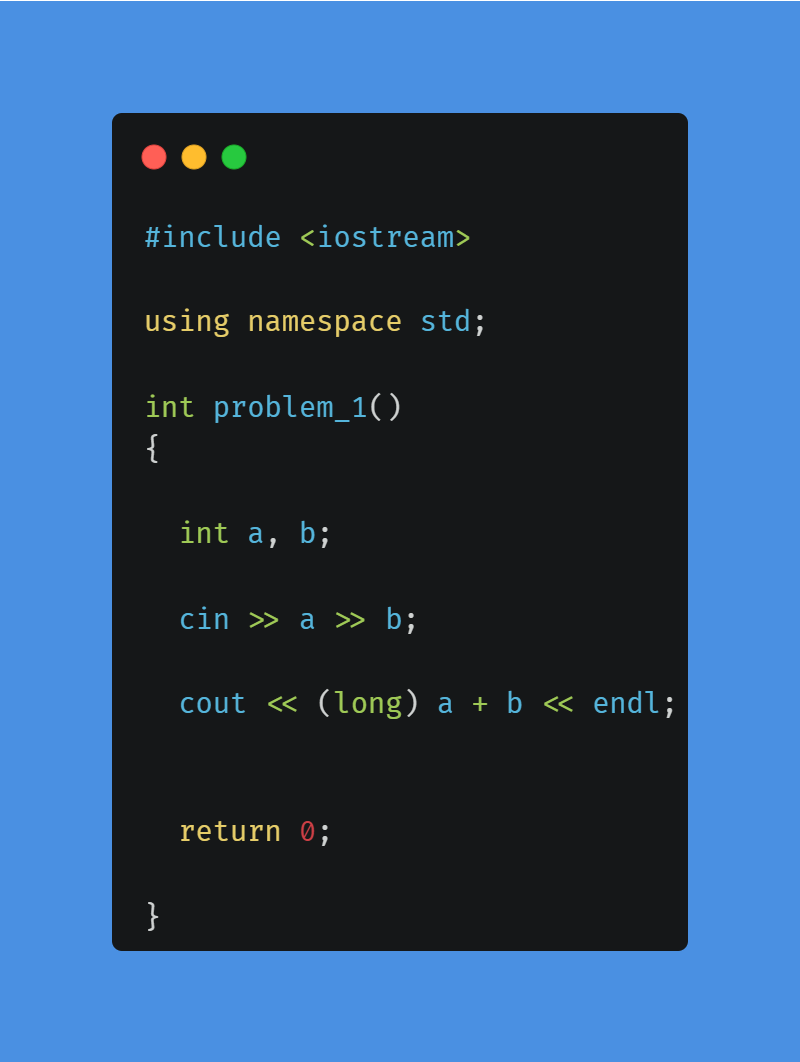 #include <iostream>
using namespace std;
int problem_1()
{
int a, b;
cin >> a >> b;
cout << (long) a + b << endl;
return 0;
}